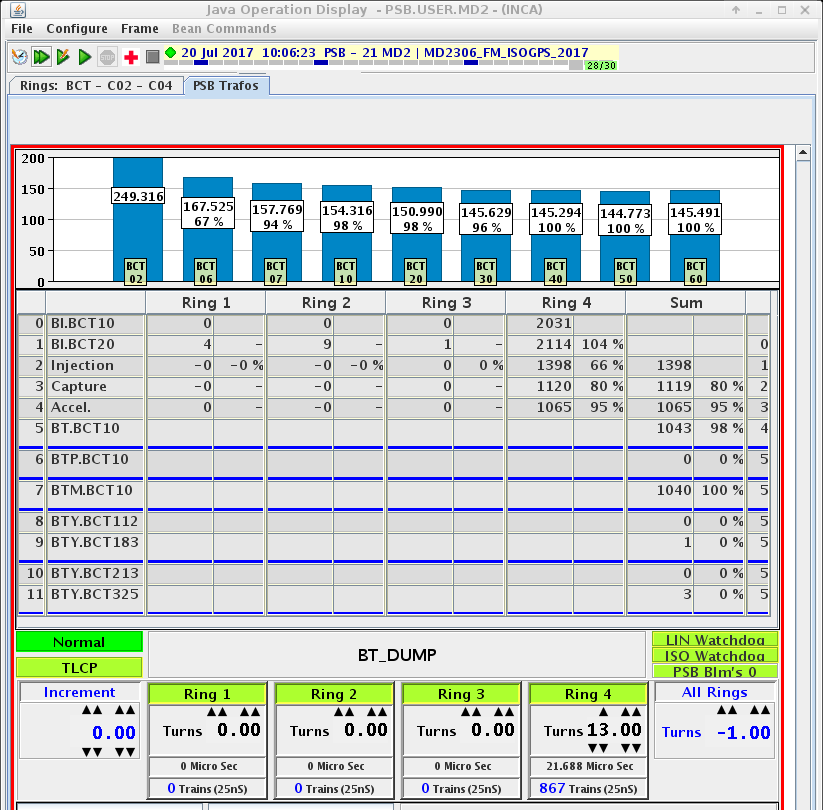 Java Operation Display - PSB.USER.MD2 - (INCA)
File Configure Frame Bean Commands
20 Jul 2017 10:06:23 PSB - 21 MD2 | MD2306_FM_ISOGPS_2017
STOP
28/30
Rings: BCT - C02 - C04 PSB Trafos
200
150
100
50
0
249.316
167.525 67 %
157.769 94 %
154.316 98 %
150.990 98 %
145.629 96 %
145.294 100 %
144.773 100 %
145.491 100 %
BCT 02
BCT 06
BCT 07
BCT 10
BCT 20
BCT 30
BCT 40
BCT 50
BCT 60
Ring 1 Ring 2 Ring 3 Ring 4 Sum
0 BI.BCT10 0 0 0 2031
1 BI.BCT20 4 - 9 - 1 - 2114 104 % 0
2 Injection -0 -0 % -0 -0 % 0 0 % 1398 66 % 1398 1
3 Capture -0 - -0 - 0 - 1120 80 % 1119 80 % 2
4 Accel. 0 - -0 - 0 - 1065 95 % 1065 95 % 3
5 BT.BCT10 1043 98 % 4
6 BTP.BCT10 0 0 % 5
7 BTM.BCT10 1040 100 % 5
8 BTY.BCT112 0 0 % 5
9 BTY.BCT183 1 0 % 5
10 BTY.BCT213 0 0 % 5
11 BTY.BCT325 3 0 % 5
Normal
TLCP
BT_DUMP
LIN Watchdog
ISO Watchdog
PSB Blm's 0
Increment Ring 1 Ring 2 Ring 3 Ring 4 All Rings
0.00 Turns 0.00 Turns 0.00 Turns 0.00 Turns 13.00 Turns -1.00
0 Micro Sec 0 Micro Sec 0 Micro Sec 21.688 Micro Sec
0 Trains (25nS) 0 Trains (25nS) 0 Trains (25nS) 867 Trains (25nS)